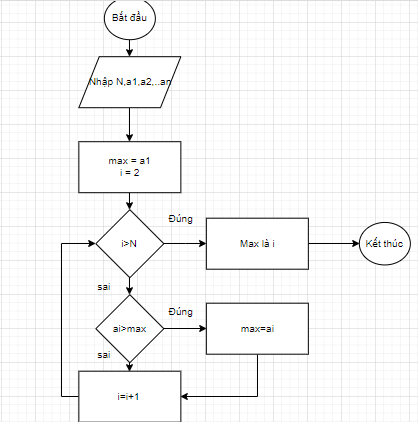 Bắt đầu
Nhập N,a1,a2,..an
max = a1
i = 2
i>N
Đúng
Max là i
Kết thúc
sai
ai>max
Đúng
max=ai
sai
i=i+1